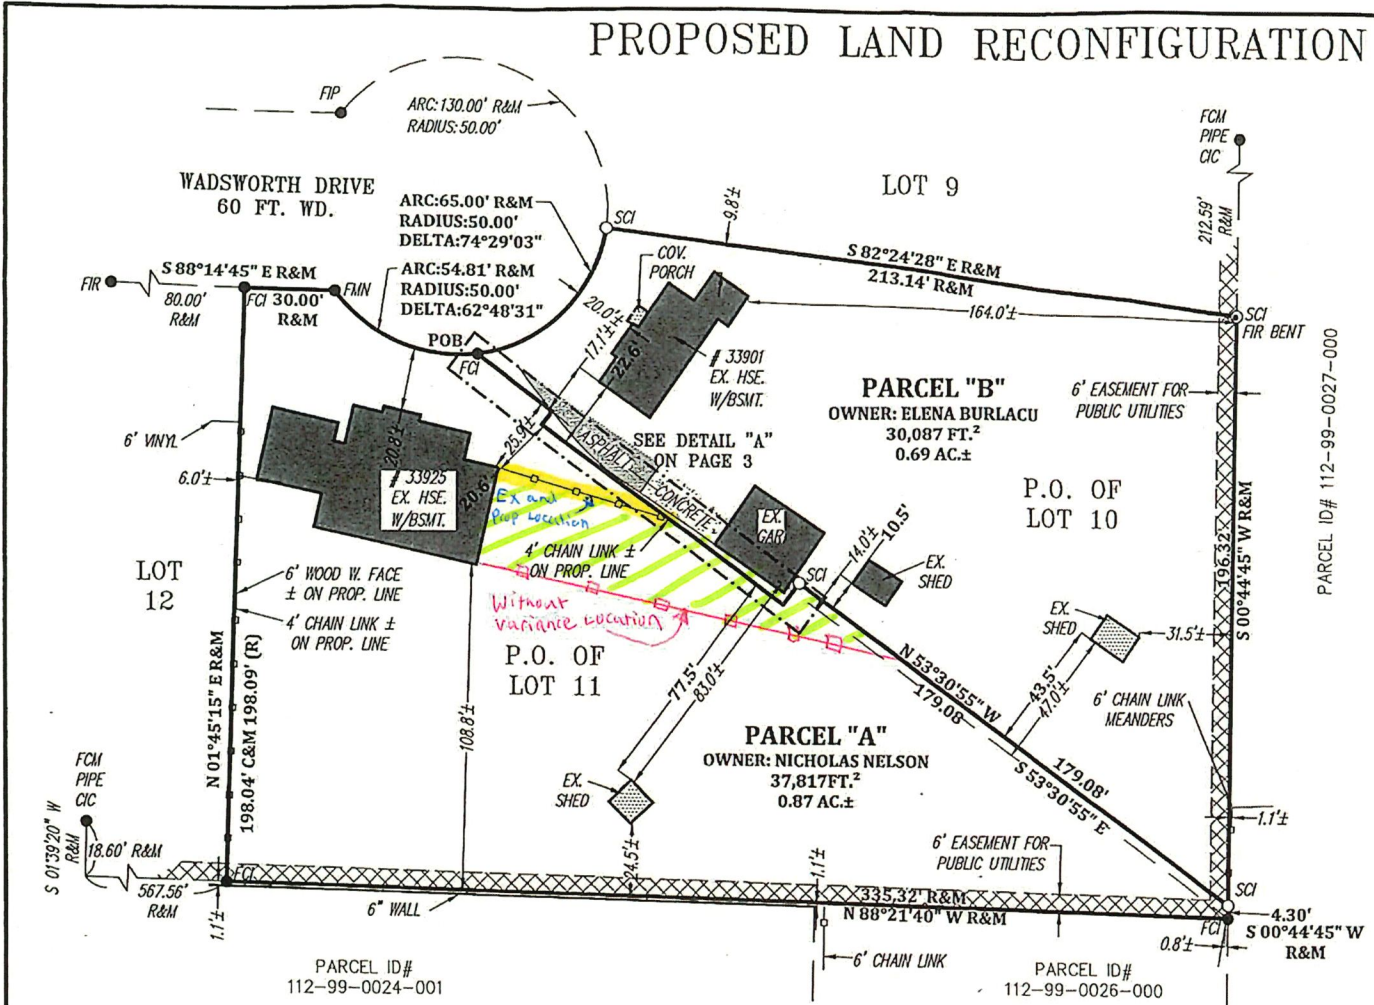 PROPOSED LAND RECONFIGURATION
FIP
ARC:130.00' R&M
RADIUS:50.00'
FCM
PIPE
CIC
WADSWORTH DRIVE
60 FT. WD.
LOT 9
ARC:65.00' R&M
RADIUS:50.00'
DELTA:74°29'03"
SCI
9.8'±
212.59'
R&M
S 82°24'28" E R&M
213.14' R&M
COV.
PORCH
S 88°14'45" E R&M
FIR
80.00'
R&M
FCI
30.00'
R&M
FMN
ARC:54.81' R&M
RADIUS:50.00'
DELTA:62°48'31"
20.0'±
17.1'±
22.6'
164.0'±
SCI
FIR BENT
POB
FCI
# 33901
EX. HSE.
W/BSMT.
PARCEL "B"
OWNER: ELENA BURLACU
30,087 FT.²
0.69 AC.±
6' EASEMENT FOR
PUBLIC UTILITIES
PARCEL ID# 112-99-0027-000
6' VINYL
20.8'±
25.9'±
ASPHALT
CONCRETE
SEE DETAIL "A"
ON PAGE 3
6.0'±
# 33925
EX. HSE.
W/BSMT.
20.6'
Ex and
Prop Location
EX.
GAR
P.O. OF
LOT 10
196.32'
S 00°44'45" W R&M
4' CHAIN LINK ±
ON PROP. LINE
SCI
14.0'±
10.5'
EX.
SHED
LOT
12
6' WOOD W. FACE
± ON PROP. LINE
4' CHAIN LINK ±
ON PROP. LINE
Without
Variance Location
EX.
SHED
31.5'±
P.O. OF
LOT 11
N 53°30'55" W
179.08
77.5'
83.0'±
43.5'
47.0'±
6' CHAIN LINK
MEANDERS
N 01°45'15" E R&M
198.04' C&M 198.09' (R)
108.8'±
PARCEL "A"
OWNER: NICHOLAS NELSON
37,817FT.²
0.87 AC.±
179.08'
S 53°30'55" E
FCM
PIPE
CIC
EX.
SHED
1.1'±
S 01°39'20" W
R&M
18.60' R&M
24.5'±
1.1'±
6' EASEMENT FOR
PUBLIC UTILITIES
FCI
567.56'
R&M
1.1'±
6" WALL
335.32' R&M
N 88°21'40" W R&M
SCI
FCI
4.30'
S 00°44'45" W
R&M
0.8'±
6' CHAIN LINK
PARCEL ID#
112-99-0024-001
PARCEL ID#
112-99-0026-000